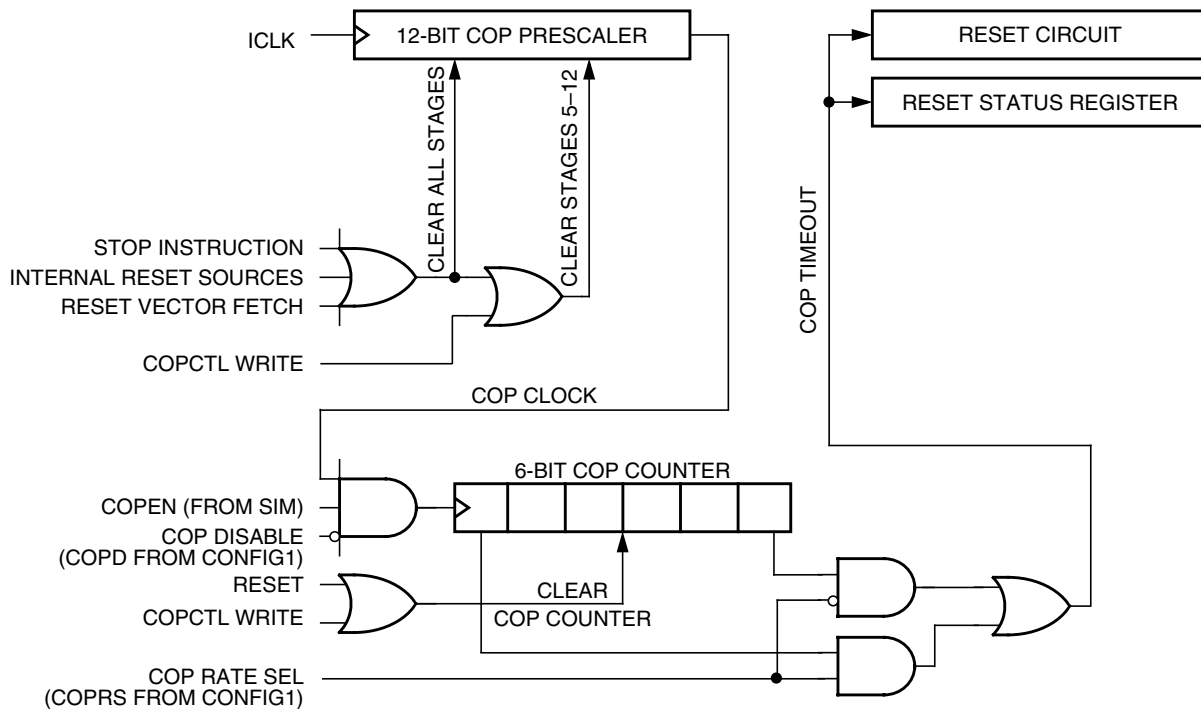 ICLK
12-BIT COP PRESCALER
RESET CIRCUIT
RESET STATUS REGISTER
CLEAR ALL STAGES
CLEAR STAGES 5–12
COP TIMEOUT
STOP INSTRUCTION
INTERNAL RESET SOURCES
RESET VECTOR FETCH
COPCTL WRITE
COP CLOCK
6-BIT COP COUNTER
COPEN (FROM SIM)
COP DISABLE
(COPD FROM CONFIG1)
RESET
COPCTL WRITE
CLEAR
COP COUNTER
COP RATE SEL
(COPRS FROM CONFIG1)